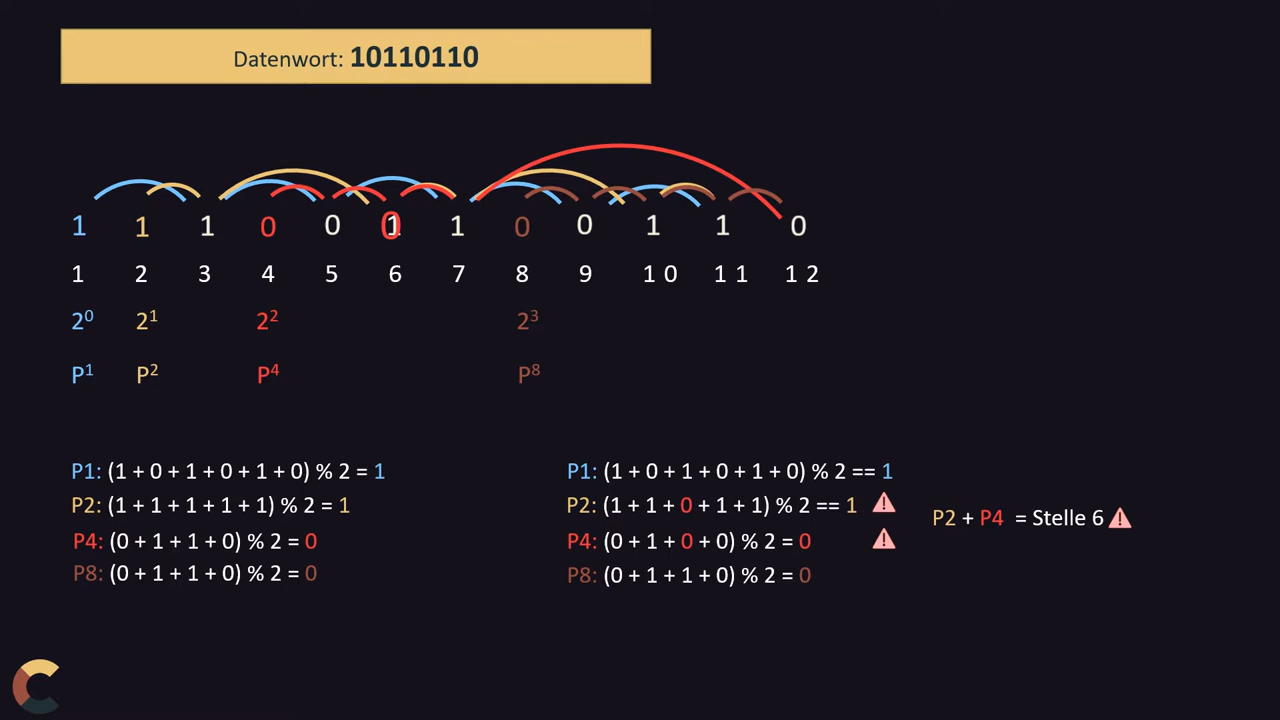 Datenwort: 10110110
1 1 1 0 0 0 1 0 0 1 1 0
1 2 3 4 5 6 7 8 9 10 11 12
2⁰ 2¹ 2² 2³
P¹ P² P⁴ P⁸
P1: (1 + 0 + 1 + 0 + 1 + 0) % 2 = 1
P2: (1 + 1 + 1 + 1 + 1) % 2 = 1
P4: (0 + 1 + 1 + 0) % 2 = 0
P8: (0 + 1 + 1 + 0) % 2 = 0
P1: (1 + 0 + 1 + 0 + 1 + 0) % 2 == 1
P2: (1 + 1 + 0 + 1 + 1) % 2 == 1
P4: (0 + 1 + 0 + 0) % 2 = 0
P8: (0 + 1 + 1 + 0) % 2 = 0
P2 + P4 = Stelle 6